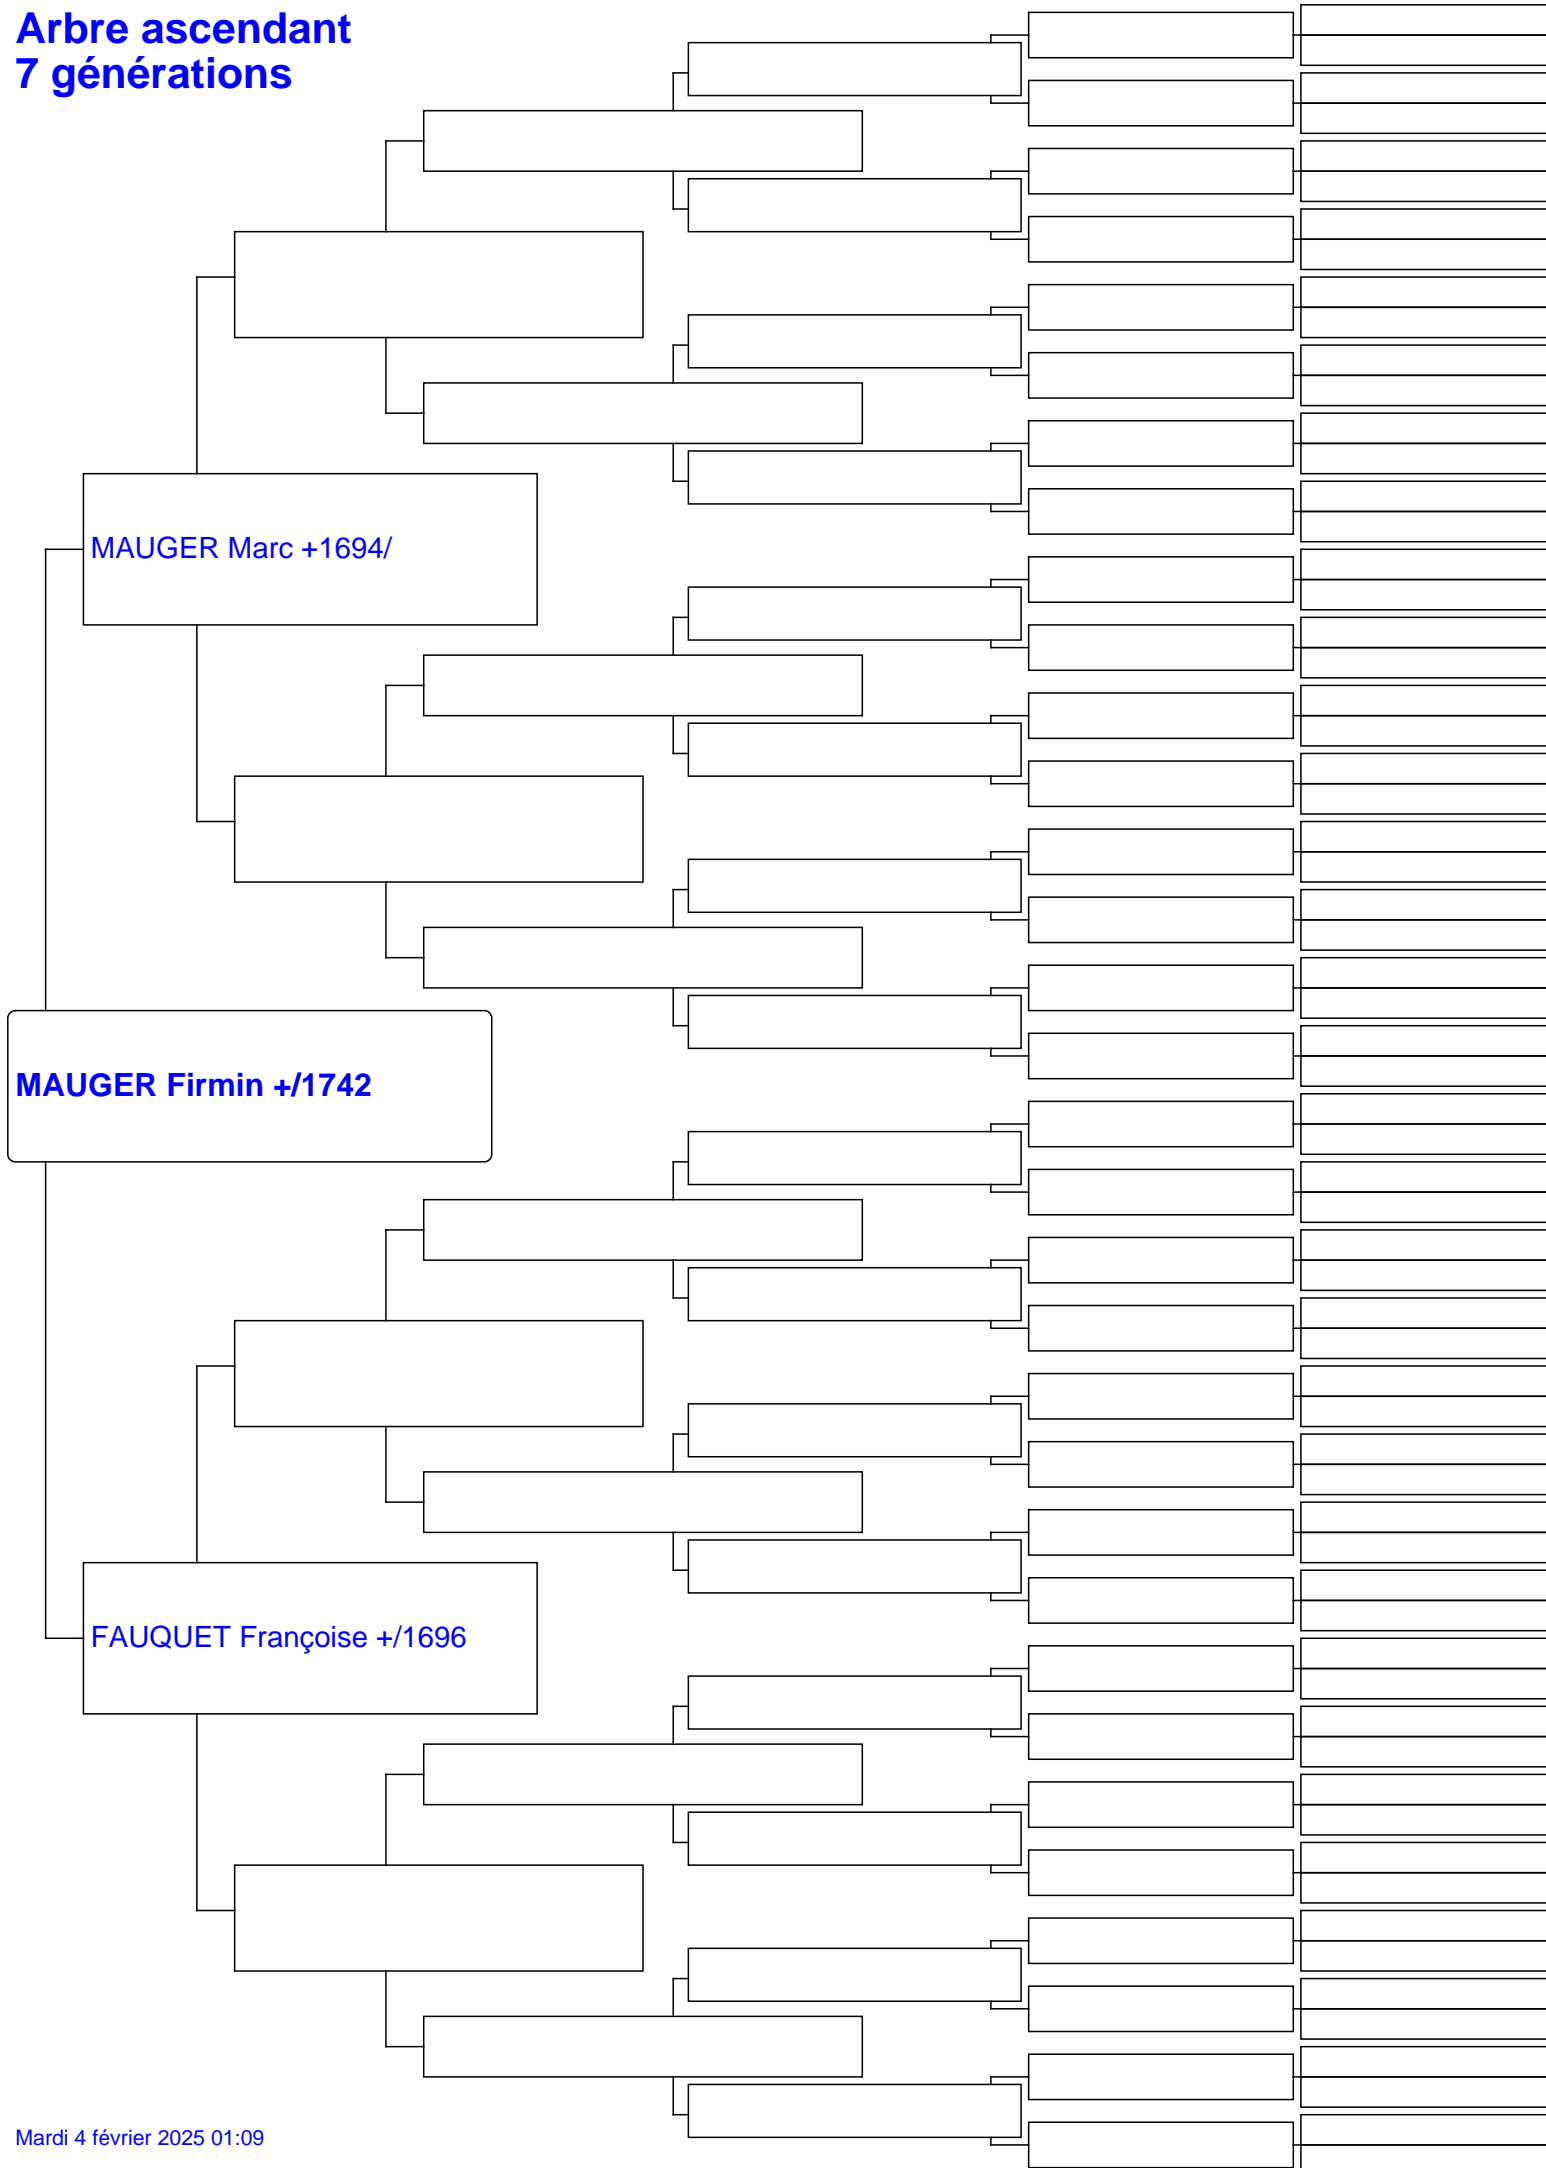 Arbre ascendant
7 générations
MAUGER Marc +1694/
MAUGER Firmin +/1742
FAUQUET Françoise +/1696
Mardi 4 février 2025 01:09